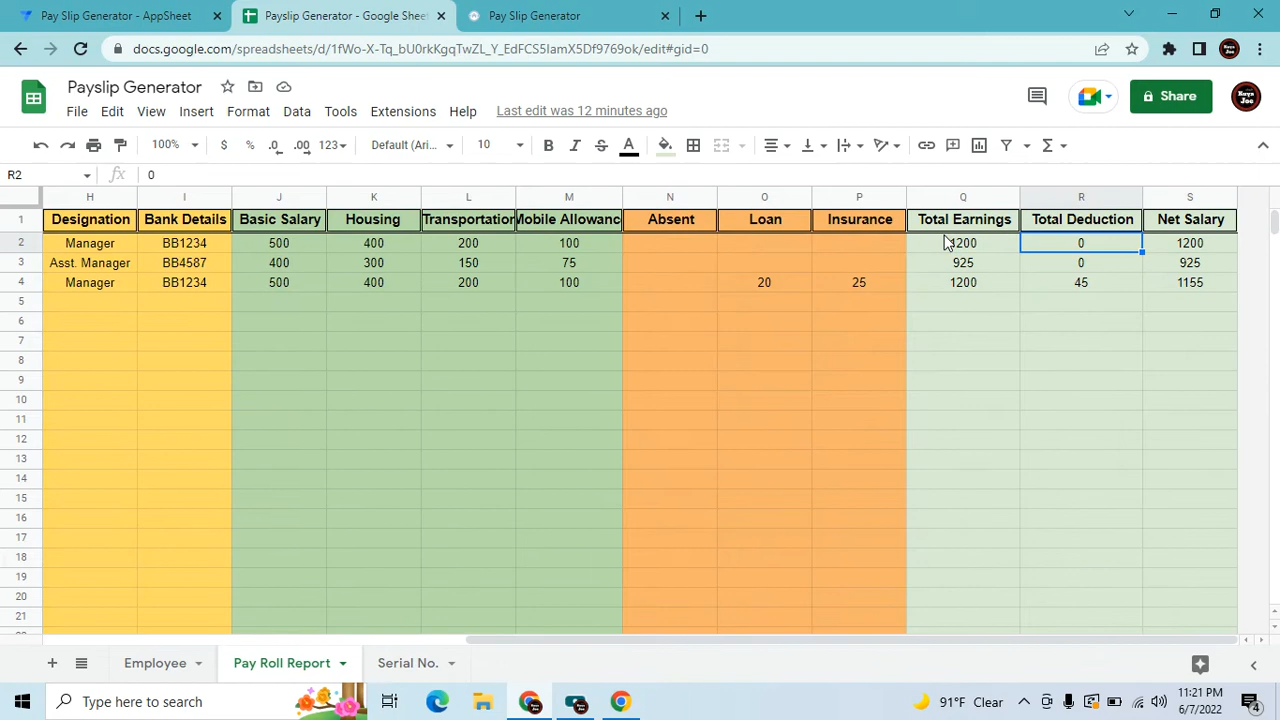 Pay Slip Generator - AppSheet
Payslip Generator - Google Sheet
Pay Slip Generator
docs.google.com/spreadsheets/d/1fWo-X-Tq_bU0rkKgqTwZL_Y_EdFCS5IamX5Df9769ok/edit#gid=0
Payslip Generator
File Edit View Insert Format Data Tools Extensions Help Last edit was 12 minutes ago
Share
100% $ % .0 .00 123 Default (Ari... 10 B I S A
R2 fx 0
H I J K L M N O P Q R S
1 Designation Bank Details Basic Salary Housing Transportation Mobile Allowanc Absent Loan Insurance Total Earnings Total Deduction Net Salary
2 Manager BB1234 500 400 200 100 1200 0 1200
3 Asst. Manager BB4587 400 300 150 75 925 0 925
4 Manager BB1234 500 400 200 100 20 25 1200 45 1155
5
6
7
8
9
10
11
12
13
14
15
16
17
18
19
20
21
Employee Pay Roll Report Serial No.
Type here to search
91°F Clear
11:21 PM
6/7/2022
4